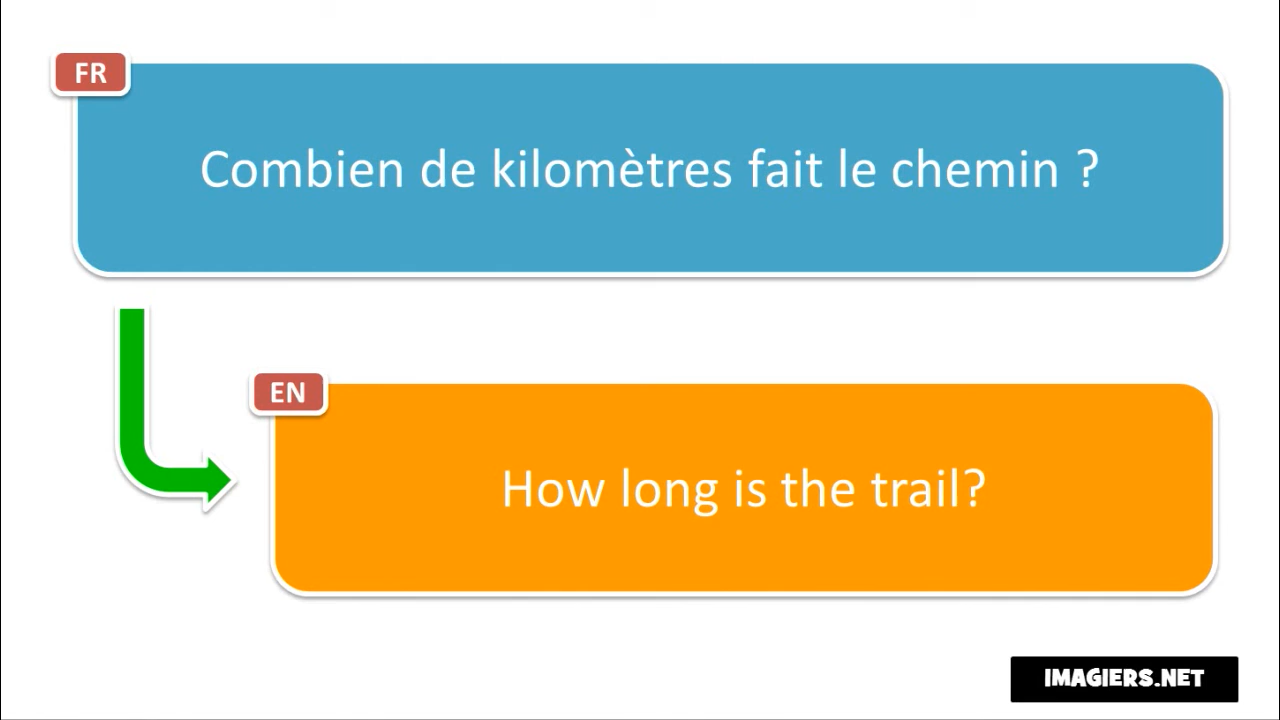 FR
Combien de kilomètres fait le chemin ?
EN
How long is the trail?
IMAGIERS.NET